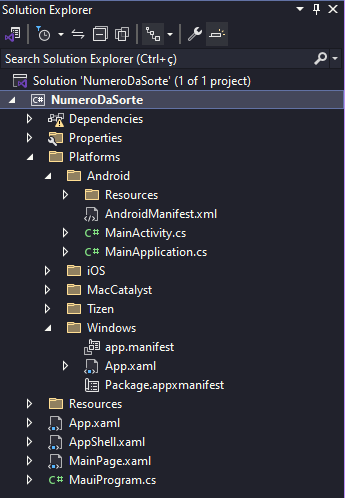 Solution Explorer
Search Solution Explorer (Ctrl+ç)
Solution 'NumeroDaSorte' (1 of 1 project)
C# NumeroDaSorte
Dependencies
Properties
Platforms
Android
Resources
AndroidManifest.xml
C# MainActivity.cs
C# MainApplication.cs
iOS
MacCatalyst
Tizen
Windows
app.manifest
App.xaml
Package.appxmanifest
Resources
App.xaml
AppShell.xaml
MainPage.xaml
C# MauiProgram.cs